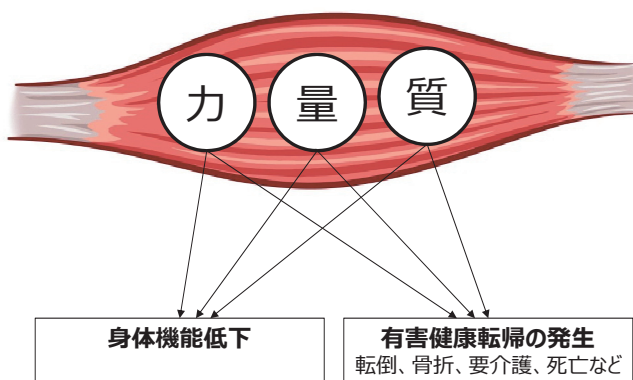 力 量 質
身体機能低下
有害健康転帰の発生
転倒、骨折、要介護、死亡など